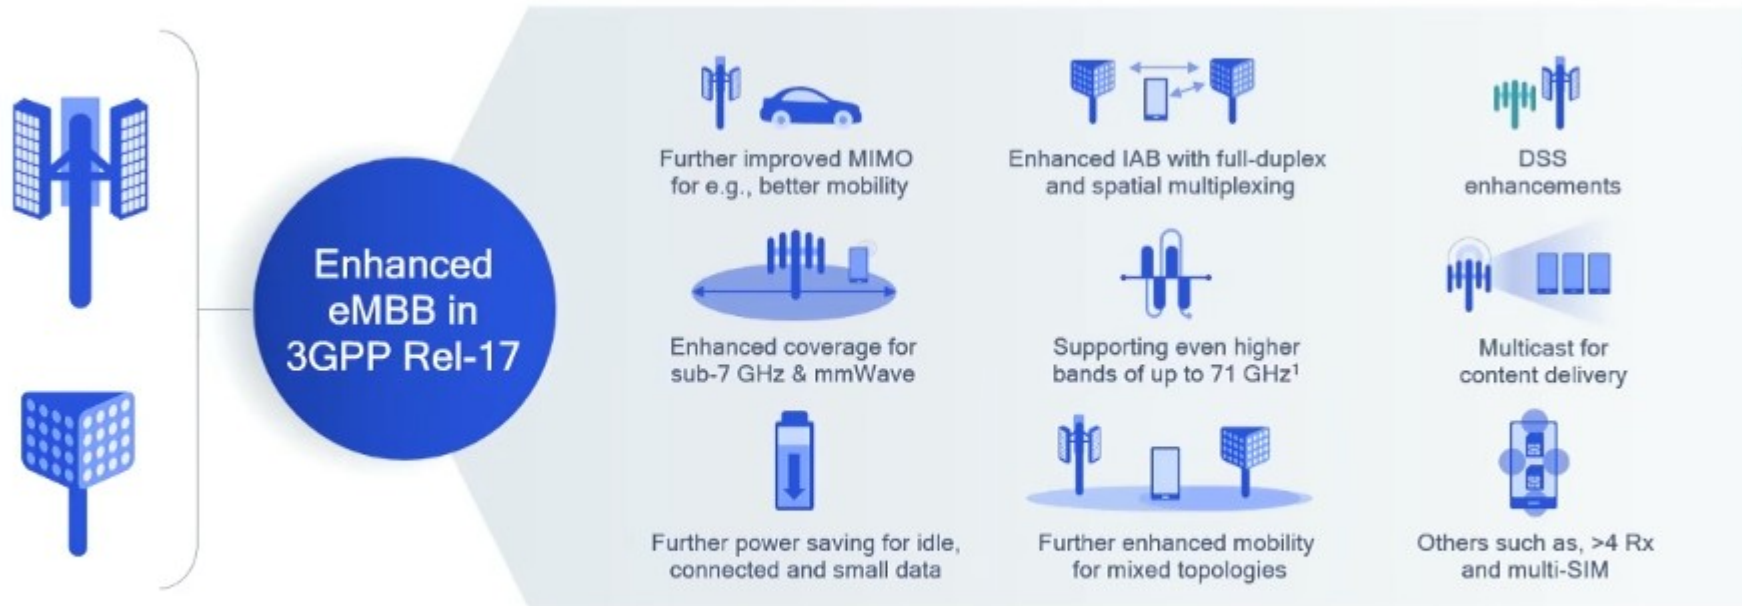 Enhanced
eMBB in
3GPP Rel-17
Further improved MIMO
for e.g., better mobility
Enhanced IAB with full-duplex
and spatial multiplexing
DSS
enhancements
Enhanced coverage for
sub-7 GHz & mmWave
Supporting even higher
bands of up to 71 GHz¹
Multicast for
content delivery
Further power saving for idle,
connected and small data
Further enhanced mobility
for mixed topologies
Others such as, >4 Rx
and multi-SIM